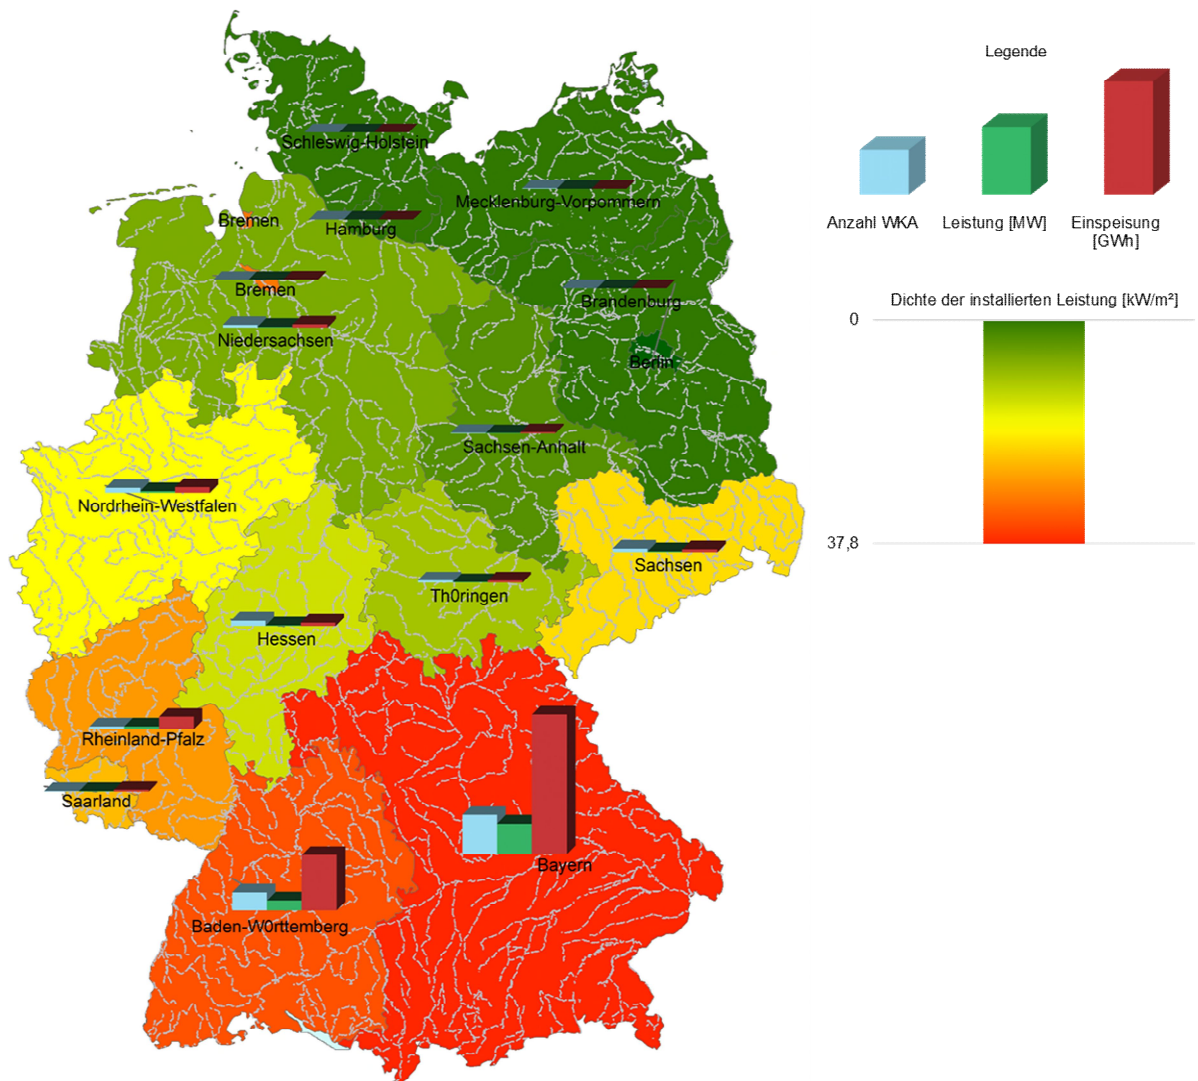 Legende
Schleswig-Holstein
Mecklenburg-Vorpommern
Bremen
Hamburg
Anzahl WKA
Leistung [MW]
Einspeisung
[GWh]
Bremen
Brandenburg
Dichte der installierten Leistung [kW/m²]
0
Niedersachsen
Berlin
Sachsen-Anhalt
Nordrhein-Westfalen
37,8
Sachsen
Th0ringen
Hessen
Rheinland-Pfalz
Saarland
Bayern
Baden-W0rttemberg